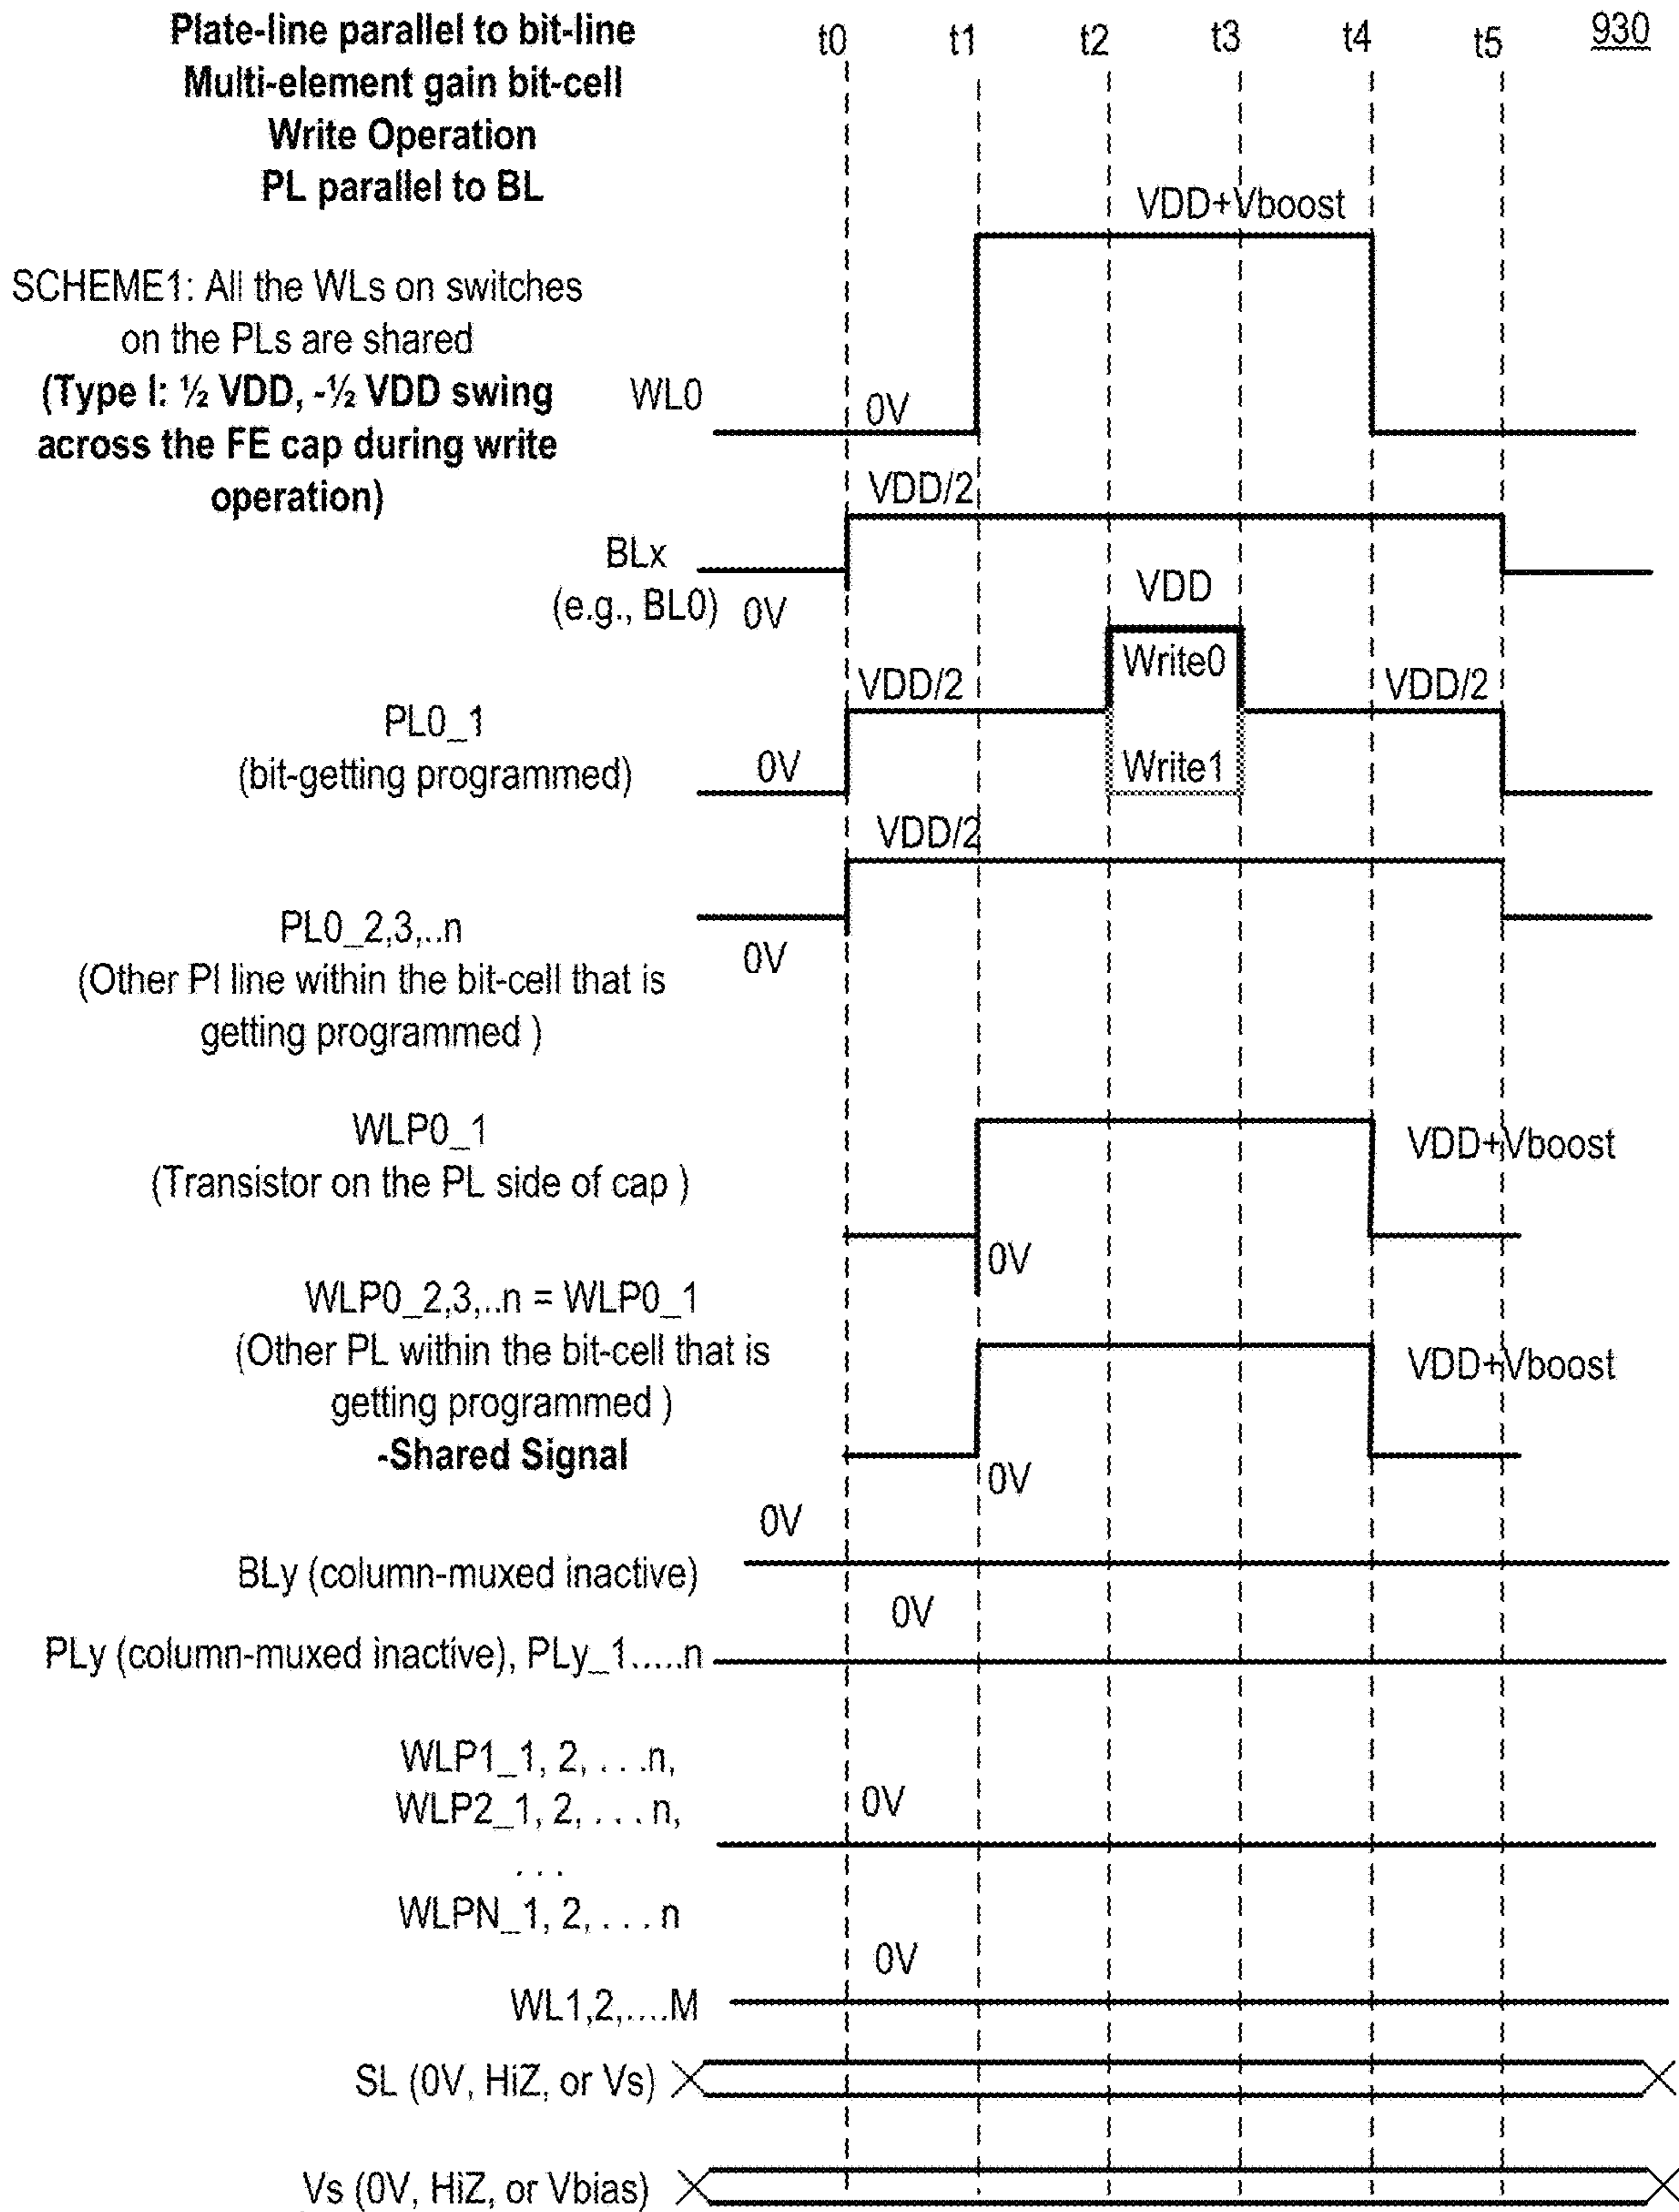 Plate-line parallel to bit-line
Multi-element gain bit-cell
Write Operation
PL parallel to BL
t0 t1 t2 t3 t4 t5 930
VDD+Vboost
SCHEME1: All the WLs on switches
on the PLs are shared
(Type I: ½ VDD, -½ VDD swing
across the FE cap during write
operation)
WL0 0V
VDD/2
BLx
(e.g., BL0) 0V
VDD
Write0
VDD/2 VDD/2
PL0_1
(bit-getting programmed) 0V
Write1
VDD/2
PL0_2,3,..n
(Other Pl line within the bit-cell that is
getting programmed )
0V
WLP0_1
(Transistor on the PL side of cap )
VDD+Vboost
0V
WLP0_2,3,..n = WLP0_1
(Other PL within the bit-cell that is
getting programmed )
-Shared Signal
VDD+Vboost
0V
0V
BLy (column-muxed inactive)
0V
PLy (column-muxed inactive), PLy_1.....n
WLP1_1, 2, . . .n,
WLP2_1, 2, . . . n,
. . .
WLPN_1, 2, . . . n
0V
0V
WL1,2,....M
SL (0V, HiZ, or Vs)
Vs (0V, HiZ, or Vbias)